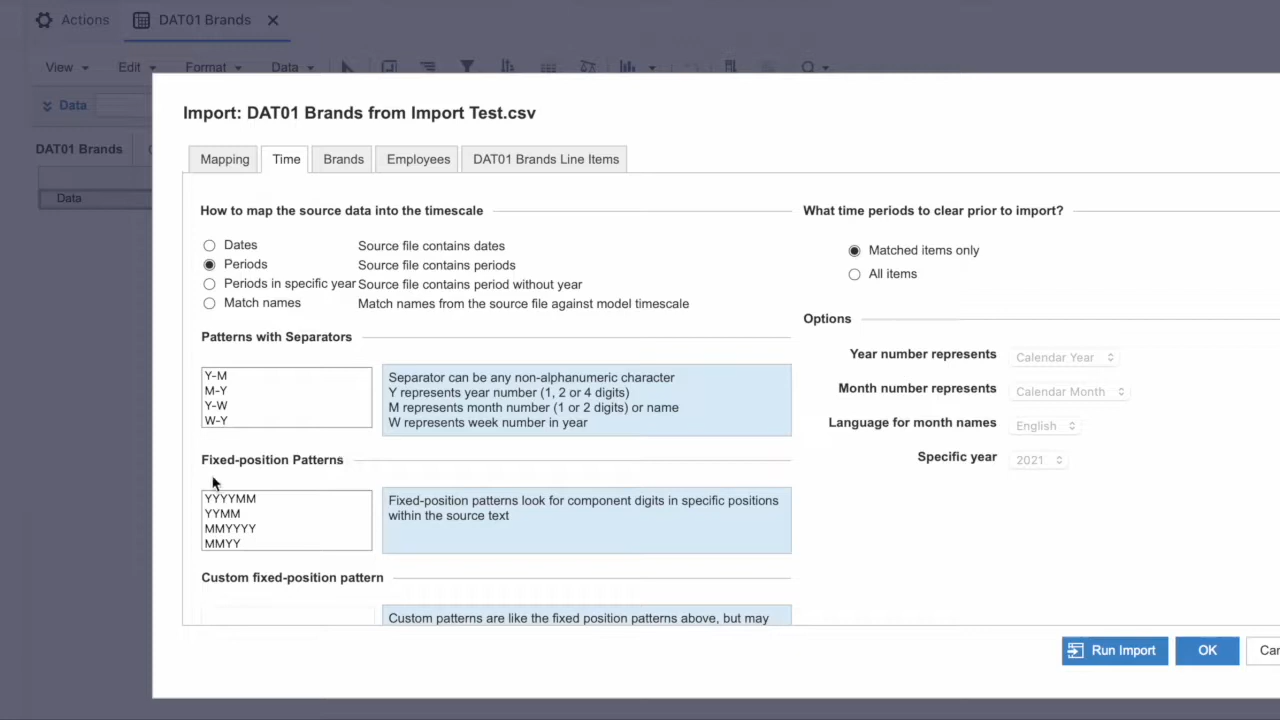 Actions
DAT01 Brands
View
Edit
Format
Data
Data
DAT01 Brands
Data
Import: DAT01 Brands from Import Test.csv
Mapping
Time
Brands
Employees
DAT01 Brands Line Items
How to map the source data into the timescale
Dates Source file contains dates
Periods Source file contains periods
Periods in specific year Source file contains period without year
Match names Match names from the source file against model timescale
Patterns with Separators
Y-M
M-Y
Y-W
W-Y
Separator can be any non-alphanumeric character
Y represents year number (1, 2 or 4 digits)
M represents month number (1 or 2 digits) or name
W represents week number in year
Fixed-position Patterns
YYYYMM
YYMM
MMYYYY
MMYY
Fixed-position patterns look for component digits in specific positions
within the source text
Custom fixed-position pattern
Custom patterns are like the fixed position patterns above, but may
What time periods to clear prior to import?
Matched items only
All items
Options
Year number represents Calendar Year
Month number represents Calendar Month
Language for month names English
Specific year 2021
Run Import
OK